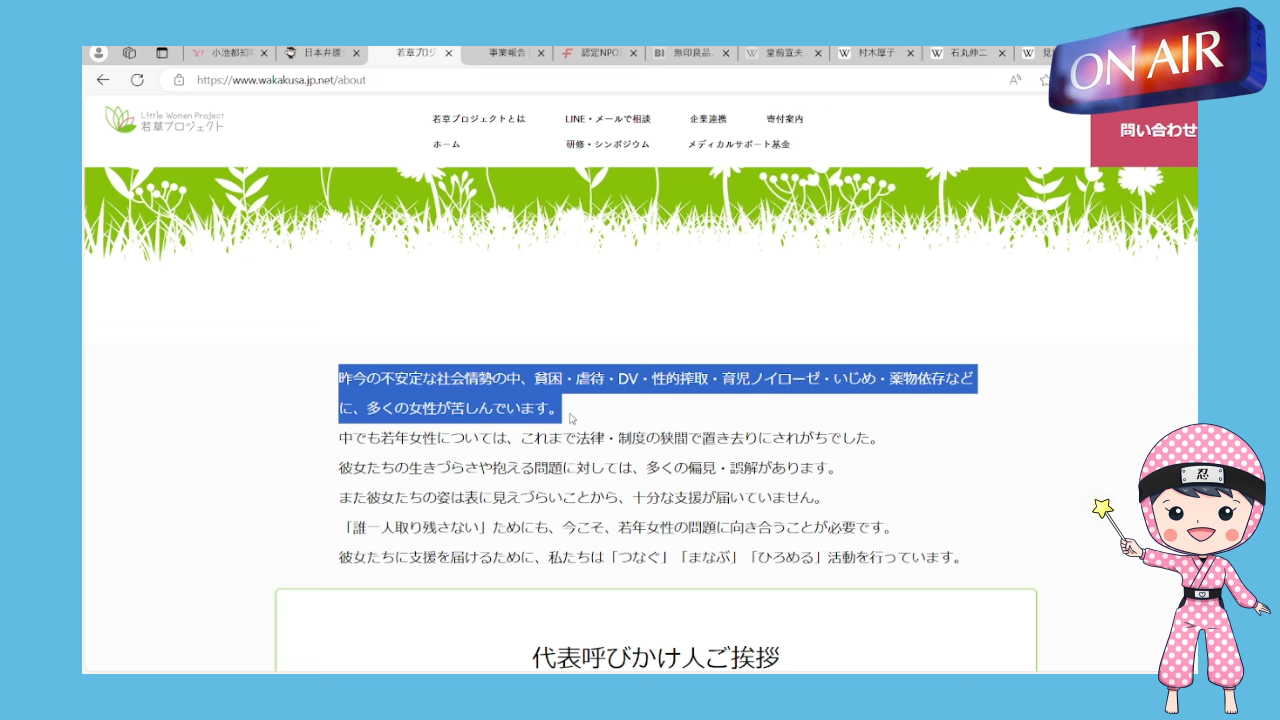 小池都知
日本弁護
若草プロジ
事業報告
認定NPO
無印良品、
堂前宣夫
村木厚子
石丸伸二
ON AIR
https://www.wakakusa.jp.net/about
Little Women Project
若草プロジェクト
若草プロジェクトとは
LINE・メールで相談
企業連携
寄付案内
問い合わせ
ホーム
研修・シンポジウム
メディカルサポート基金
昨今の不安定な社会情勢の中、貧困・虐待・DV・性的搾取・育児ノイローゼ・いじめ・薬物依存など
に、多くの女性が苦しんでいます。
中でも若年女性については、これまで法律・制度の狭間で置き去りにされがちでした。
彼女たちの生きづらさや抱える問題に対しては、多くの偏見・誤解があります。
また彼女たちの姿は表に見えづらいことから、十分な支援が届いていません。
「誰一人取り残さない」ためにも、今こそ、若年女性の問題に向き合うことが必要です。
彼女たちに支援を届けるために、私たちは「つなぐ」「まなぶ」「ひろめる」活動を行っています。
代表呼びかけ人ご挨拶
忍